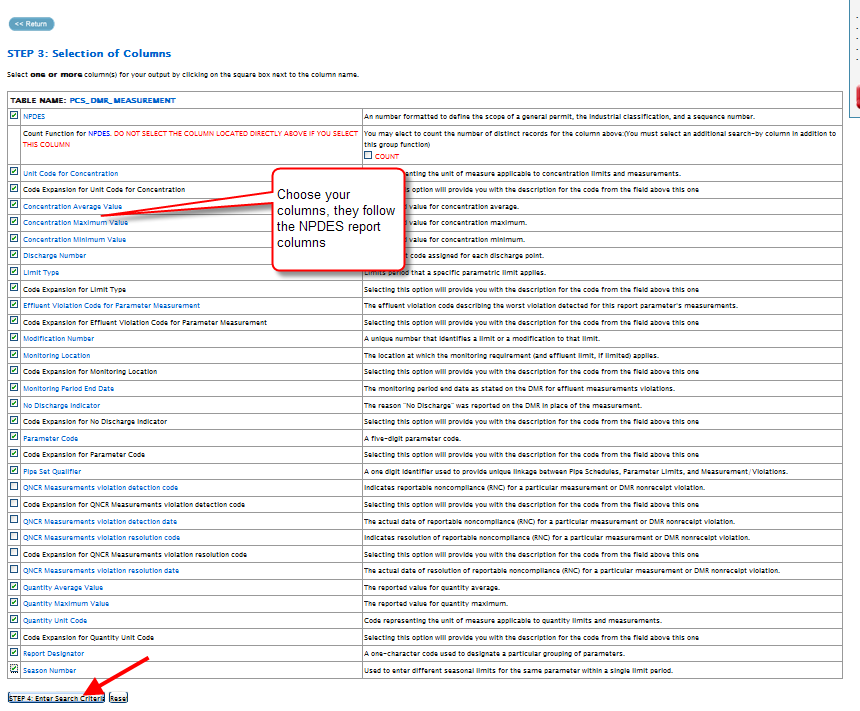 << Return
STEP 3: Selection of Columns
Select one or more column(s) for your output by clicking on the square box next to the column name.
TABLE NAME: PCS_DMR_MEASUREMENT
NPDES An number formatted to define the scope of a general permit, the industrial classification, and a sequence number.
Count Function for NPDES. DO NOT SELECT THE COLUMN LOCATED DIRECTLY ABOVE IF YOU SELECT THIS COLUMN You may elect to count the number of distinct records for the column above:(You must select an additional search-by column in addition to this group function)
COUNT
Unit Code for Concentration enting the unit of measure applicable to concentration limits and measurements.
Code Expansion for Unit Code for Concentration s option will provide you with the description for the code from the field above this one
Concentration Average Value value for concentration average.
Concentration Maximum Value value for concentration maximum.
Concentration Minimum Value value for concentration minimum.
Discharge Number code assigned for each discharge point.
Limit Type Limits period that a specific parametric limit applies.
Choose your
columns, they follow
the NPDES report
columns
Code Expansion for Limit Type Selecting this option will provide you with the description for the code from the field above this one
Effluent Violation Code for Parameter Measurement The effluent violation code describing the worst violation detected for this report parameter's measurements.
Code Expansion for Effluent Violation Code for Parameter Measurement Selecting this option will provide you with the description for the code from the field above this one
Modification Number A unique number that identifies a limit or a modification to that limit.
Monitoring Location The location at which the monitoring requirement (and effluent limit, if limited) applies.
Code Expansion for Monitoring Location Selecting this option will provide you with the description for the code from the field above this one
Monitoring Period End Date The monitoring period end date as stated on the DMR for effluent measurements violations.
No Discharge Indicator The reason "No Discharge" was reported on the DMR in place of the measurement.
Code Expansion for No Discharge Indicator Selecting this option will provide you with the description for the code from the field above this one
Parameter Code A five-digit parameter code.
Code Expansion for Parameter Code Selecting this option will provide you with the description for the code from the field above this one
Pipe Set Qualifier A one digit identifier used to provide unique linkage between Pipe Schedules, Parameter Limits, and Measurement/Violations.
QNCR Measurements violation detection code Indicates reportable noncompliance (RNC) for a particular measurement or DMR nonreceipt violation.
Code Expansion for QNCR Measurements violation detection code Selecting this option will provide you with the description for the code from the field above this one
QNCR Measurements violation detection date The actual date of reportable noncompliance (RNC) for a particular measurement or DMR nonreceipt violation.
QNCR Measurements violation resolution code Indicates resolution of reportable noncompliance (RNC) for a particular measurement or DMR nonreceipt violation.
Code Expansion for QNCR Measurements violation resolution code Selecting this option will provide you with the description for the code from the field above this one
QNCR Measurements violation resolution date The actual date of resolution of reportable noncompliance (RNC) for a particular measurement or DMR nonreceipt violation.
Quantity Average Value The reported value for quantity average.
Quantity Maximum Value The reported value for quantity maximum.
Quantity Unit Code Code representing the unit of measure applicable to quantity limits and measurements.
Code Expansion for Quantity Unit Code Selecting this option will provide you with the description for the code from the field above this one
Report Designator A one-character code used to designate a particular grouping of parameters.
Season Number Used to enter different seasonal limits for the same parameter within a single limit period.
STEP 4: Enter Search Criteria Reset